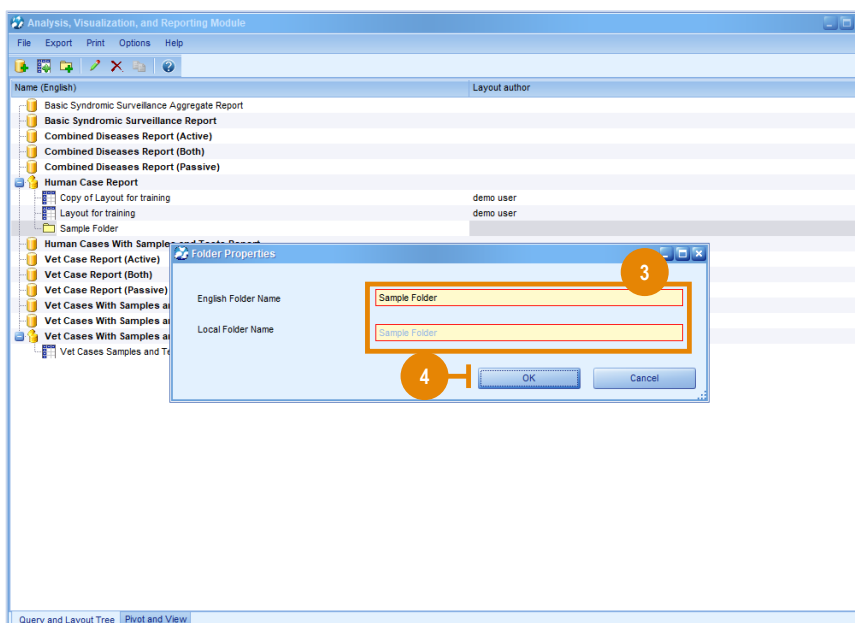 Analysis, Visualization, and Reporting Module
File Export Print Options Help
Name (English) Layout author
Basic Syndromic Surveillance Aggregate Report
Basic Syndromic Surveillance Report
Combined Diseases Report (Active)
Combined Diseases Report (Both)
Combined Diseases Report (Passive)
Human Case Report
Copy of Layout for training demo user
Layout for training demo user
Sample Folder
Human Cases With Samples and Tests Report
Vet Case Report (Active)
Vet Case Report (Both)
Vet Case Report (Passive)
Vet Cases With Samples
Vet Cases With Samples
Vet Cases With Samples
Vet Cases Samples and
Folder Properties
3
English Folder Name Sample Folder
Local Folder Name Sample Folder
4 OK Cancel
Query and Layout Tree Pivot and View